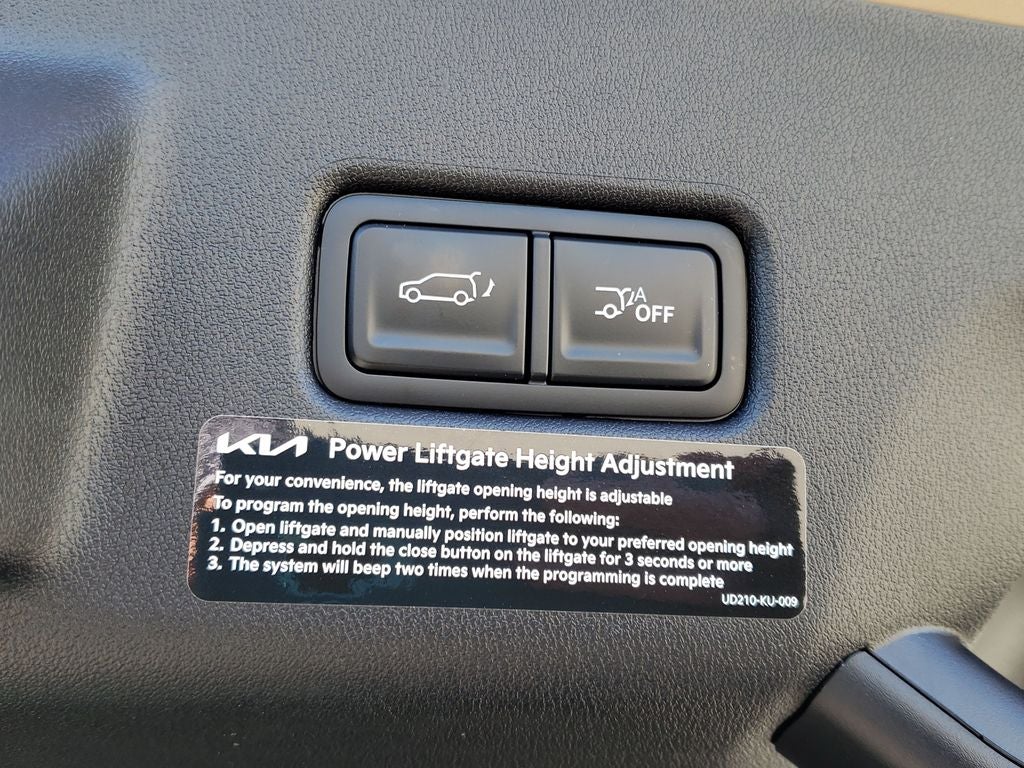 A
OFF
KIA Power Liftgate Height Adjustment
For your convenience, the liftgate opening height is adjustable
To program the opening height, perform the following:
1. Open liftgate and manually position liftgate to your preferred opening height
2. Depress and hold the close button on the liftgate for 3 seconds or more
3. The system will beep two times when the programming is complete
UD210-KU-009